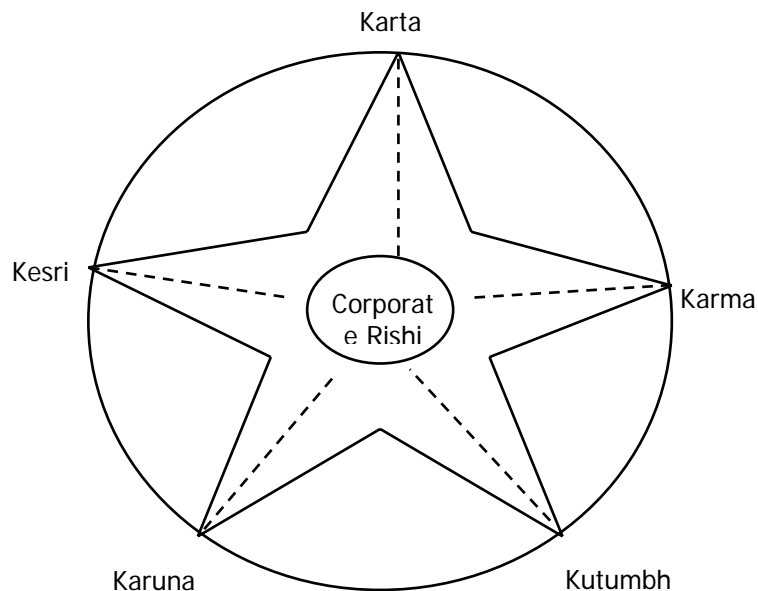 Karta
Kesri
Corporat
e Rishi
Karma
Karuna
Kutumbh